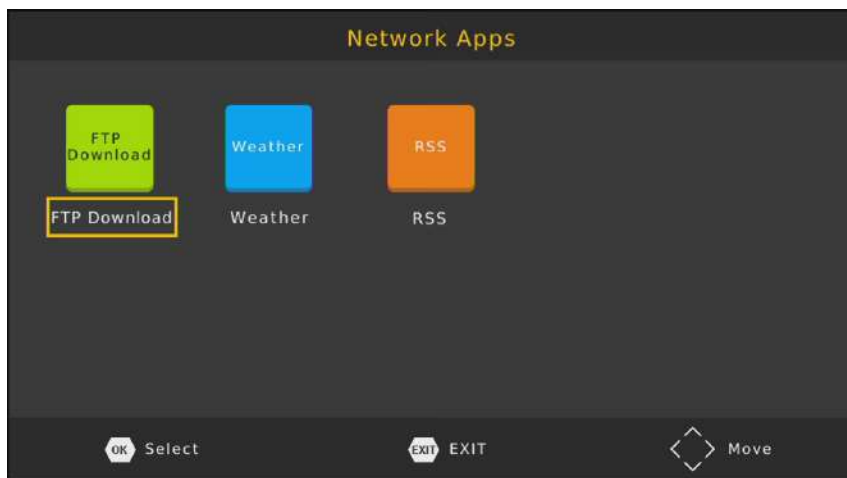 Network Apps
FTP
Download
Weather
RSS
FTP Download
Weather
RSS
OK Select
EXIT EXIT
Move